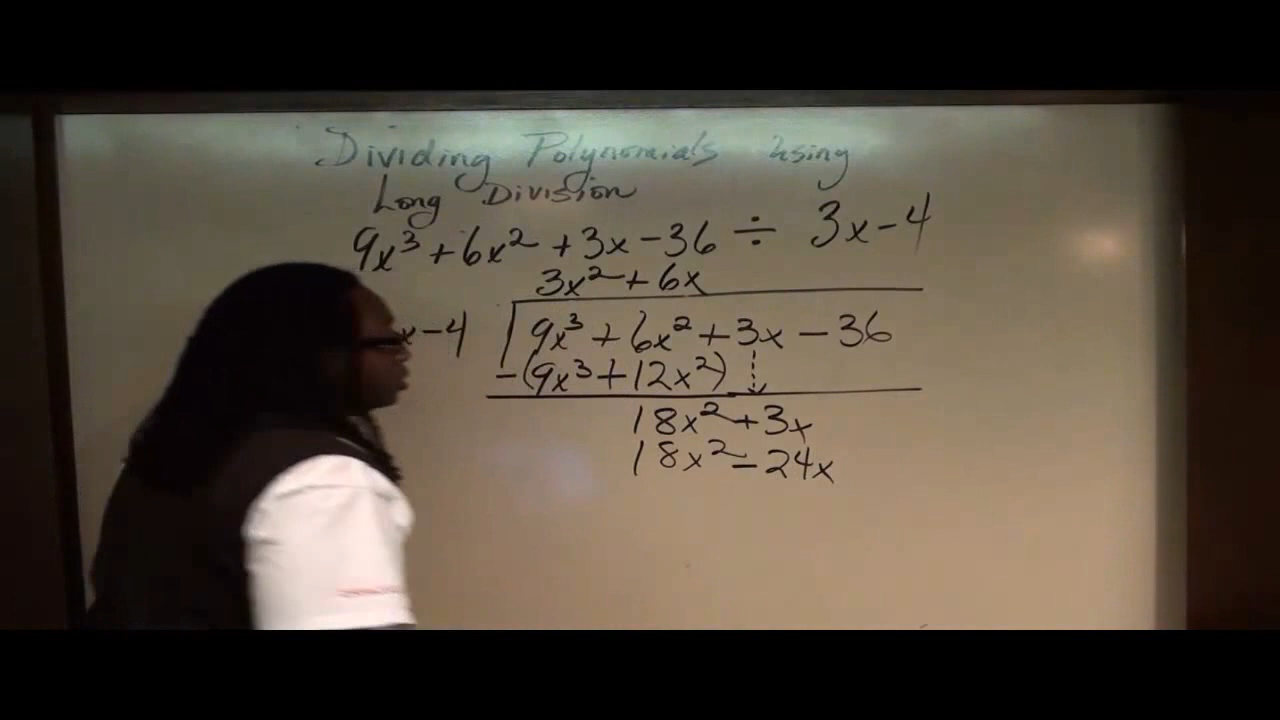 Dividing Polynomials using
Long Division
9x³ + 6x² + 3x - 36 ÷ 3x - 4
3x² + 6x
x - 4 9x³ + 6x² + 3x - 36
-(9x³ + 12x²)
18x² + 3x
18x² - 24x